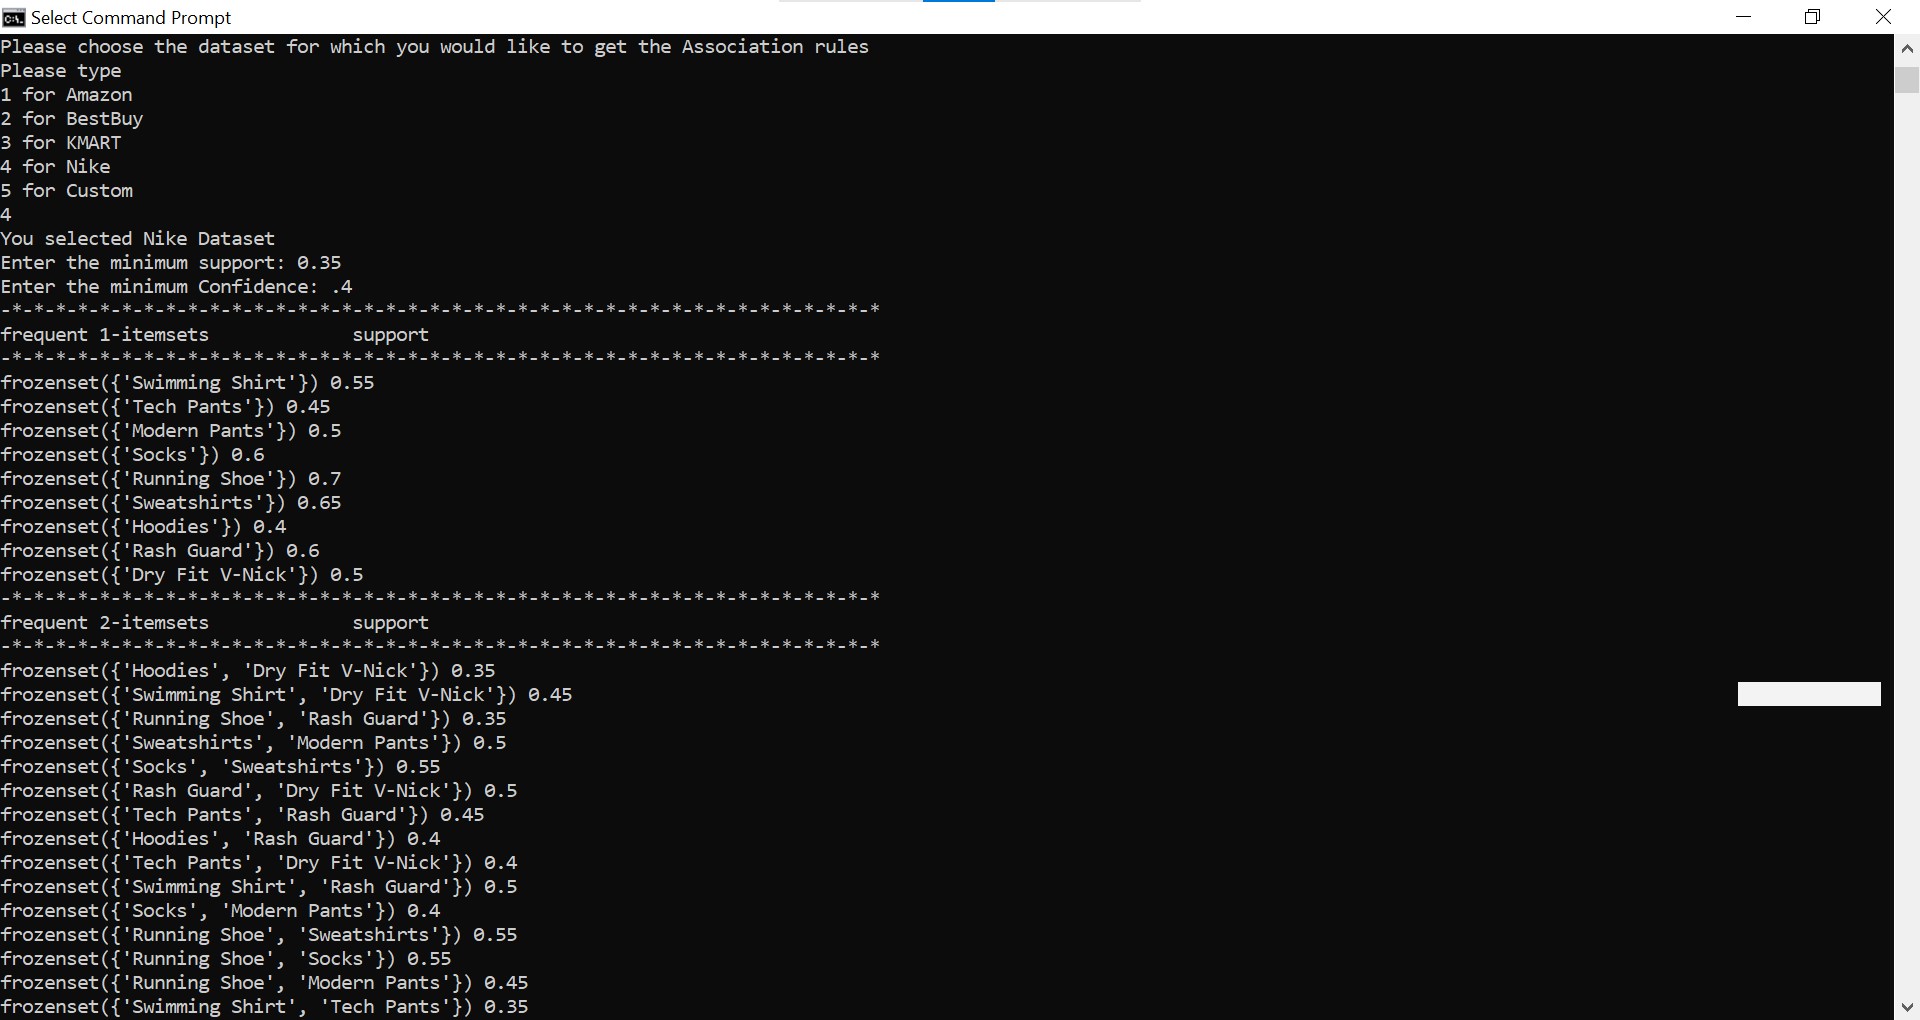 Select Command Prompt
Please choose the dataset for which you would like to get the Association rules
Please type
1 for Amazon
2 for BestBuy
3 for KMART
4 for Nike
5 for Custom
4
You selected Nike Dataset
Enter the minimum support: 0.35
Enter the minimum Confidence: .4
-*-*-*-*-*-*-*-*-*-*-*-*-*-*-*-*-*-*-*-*-*-*-*-*-*-*-*-*-*-*-*-*-*-*-*-*-*-*-*-*
frequent 1-itemsets             support
-*-*-*-*-*-*-*-*-*-*-*-*-*-*-*-*-*-*-*-*-*-*-*-*-*-*-*-*-*-*-*-*-*-*-*-*-*-*-*-*
frozenset({'Swimming Shirt'}) 0.55
frozenset({'Tech Pants'}) 0.45
frozenset({'Modern Pants'}) 0.5
frozenset({'Socks'}) 0.6
frozenset({'Running Shoe'}) 0.7
frozenset({'Sweatshirts'}) 0.65
frozenset({'Hoodies'}) 0.4
frozenset({'Rash Guard'}) 0.6
frozenset({'Dry Fit V-Nick'}) 0.5
-*-*-*-*-*-*-*-*-*-*-*-*-*-*-*-*-*-*-*-*-*-*-*-*-*-*-*-*-*-*-*-*-*-*-*-*-*-*-*-*
frequent 2-itemsets             support
-*-*-*-*-*-*-*-*-*-*-*-*-*-*-*-*-*-*-*-*-*-*-*-*-*-*-*-*-*-*-*-*-*-*-*-*-*-*-*-*
frozenset({'Hoodies', 'Dry Fit V-Nick'}) 0.35
frozenset({'Swimming Shirt', 'Dry Fit V-Nick'}) 0.45
frozenset({'Running Shoe', 'Rash Guard'}) 0.35
frozenset({'Sweatshirts', 'Modern Pants'}) 0.5
frozenset({'Socks', 'Sweatshirts'}) 0.55
frozenset({'Rash Guard', 'Dry Fit V-Nick'}) 0.5
frozenset({'Tech Pants', 'Rash Guard'}) 0.45
frozenset({'Hoodies', 'Rash Guard'}) 0.4
frozenset({'Tech Pants', 'Dry Fit V-Nick'}) 0.4
frozenset({'Swimming Shirt', 'Rash Guard'}) 0.5
frozenset({'Socks', 'Modern Pants'}) 0.4
frozenset({'Running Shoe', 'Sweatshirts'}) 0.55
frozenset({'Running Shoe', 'Socks'}) 0.55
frozenset({'Running Shoe', 'Modern Pants'}) 0.45
frozenset({'Swimming Shirt', 'Tech Pants'}) 0.35